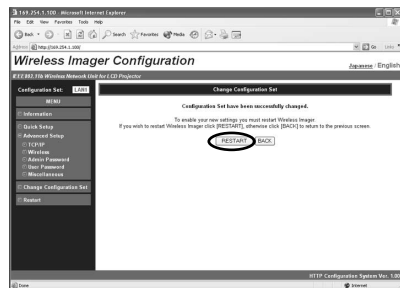 169.254.1.100 - Microsoft Internet Explorer
File Edit View Favorites Tools Help
Back Search Favorites Media
Address http://169.254.1.100/ Go Links
Wireless Imager Configuration
Japanese / English
IEEE802.11b Wireless Network Unit for LCD Projector
Configuration Set: LAN1
Change Configuration Set
MENU
Information
Quick Setup
Advanced Setup
TCP/IP
Wireless
Admin Password
User Password
Miscellaneous
Change Configuration Set
Restart
Configuration Set have been successfully changed.
To enable your new settings you must restart Wireless Imager.
If you wish to restart Wireless Imager click [RESTART], otherwise click [BACK] to return to the previous screen.
RESTART BACK
HTTP Configuration System Ver. 1.00
Done Internet